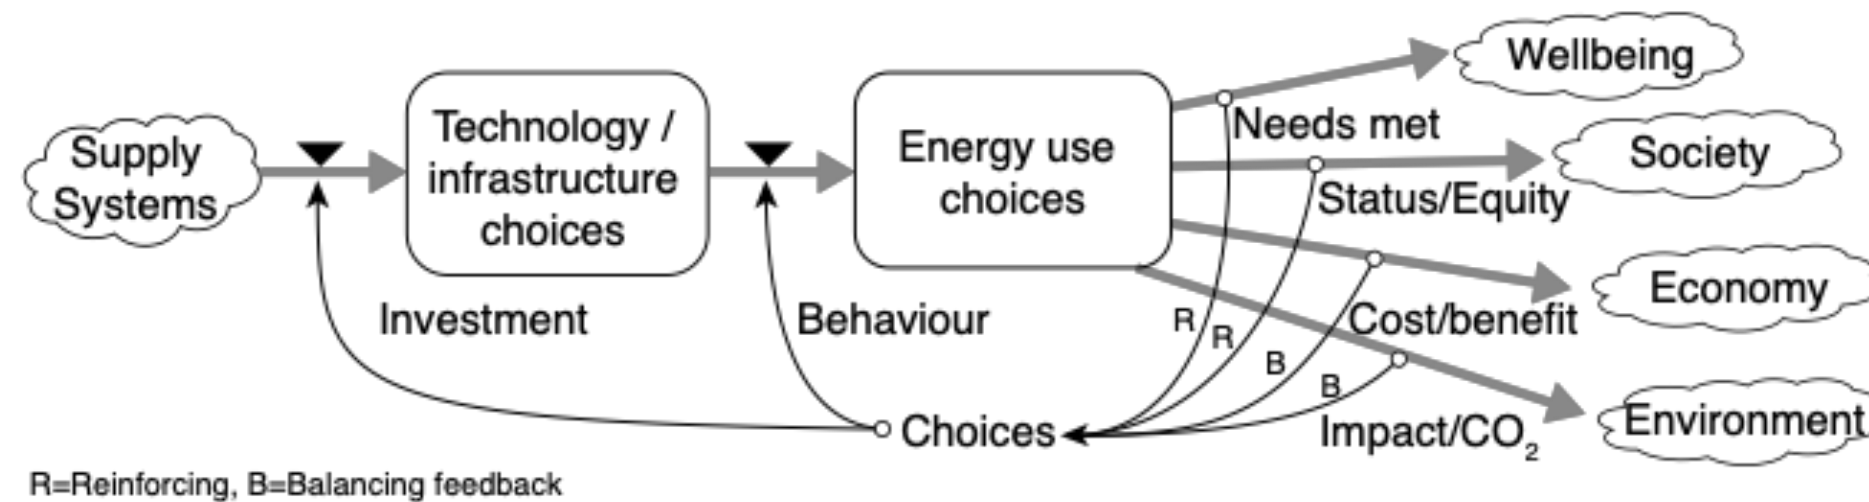 Supply
Systems
Technology /
infrastructure
choices
Energy use
choices
Wellbeing
Needs met
Society
Status/Equity
Economy
Cost/benefit
Environment
Impact/CO₂
Investment
Behaviour
R
R
B
B
Choices
R=Reinforcing, B=Balancing feedback